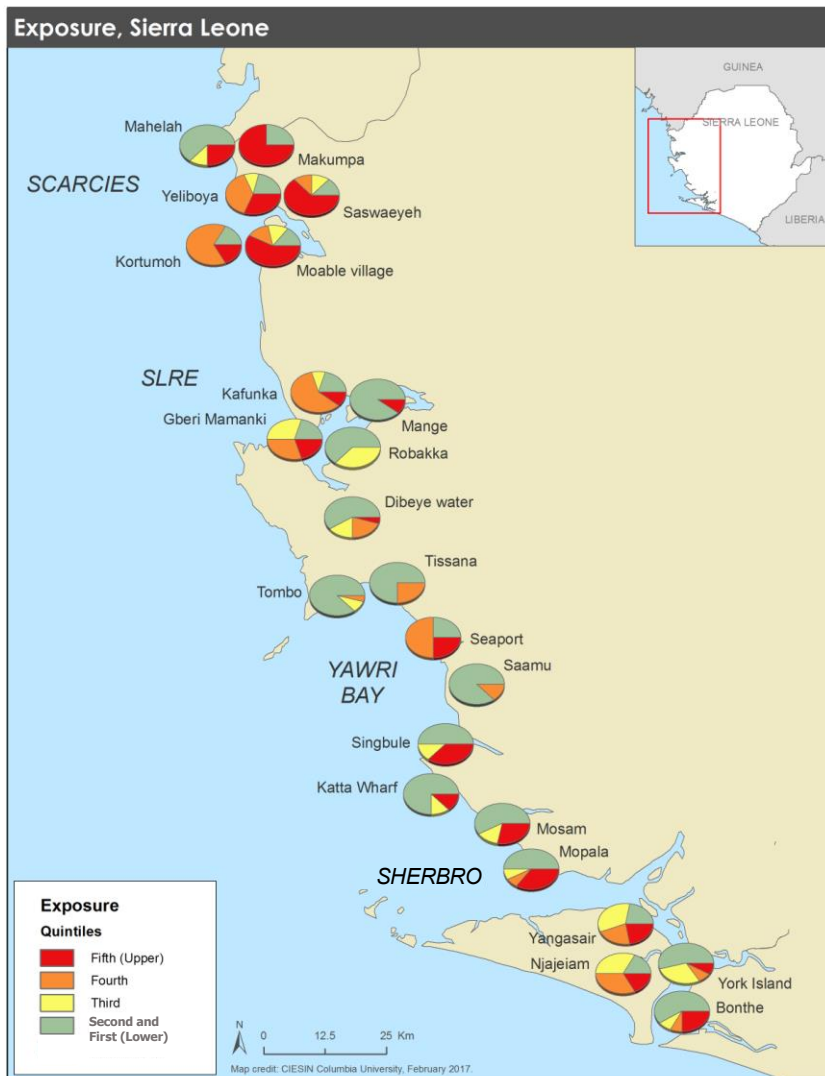 Exposure, Sierra Leone
GUINEA
SIERRA LEONE
LIBERIA
Mahelah
Makumpa
SCARCIES
Yeliboya
Saswaeyeh
Kortumoh
Moable village
SLRE
Kafunka
Mange
Gberi Mamanki
Robakka
Dibeye water
Tissana
Tombo
Seaport
YAWRI
BAY
Saamu
Singbule
Katta Wharf
Mosam
Mopala
SHERBRO
Yangasair
Njajeiam
York Island
Bonthe
Exposure
Quintiles
Fifth (Upper)
Fourth
Third
Second and
First (Lower)
N
0 12.5 25 Km
Map credit: CIESIN Columbia University, February 2017.